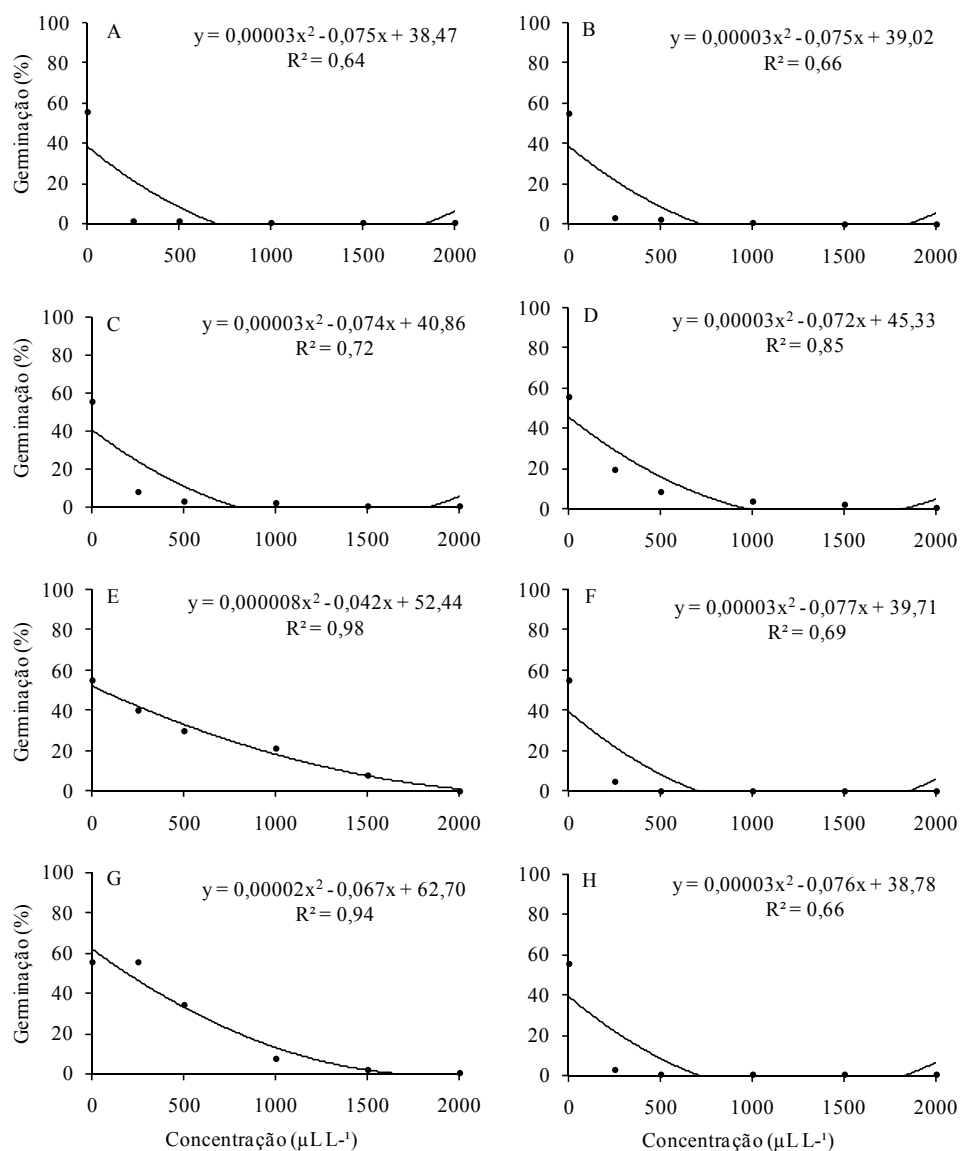 A
y = 0,00003x² - 0,075x + 38,47
R² = 0,64
Germinação (%)
100
80
60
40
20
0
0 500 1000 1500 2000
B
y = 0,00003x² - 0,075x + 39,02
R² = 0,66
100
80
60
40
20
0
0 500 1000 1500 2000
C
y = 0,00003x² - 0,074x + 40,86
R² = 0,72
Germinação (%)
100
80
60
40
20
0
0 500 1000 1500 2000
D
y = 0,00003x² - 0,072x + 45,33
R² = 0,85
100
80
60
40
20
0
0 500 1000 1500 2000
E
y = 0,000008x² - 0,042x + 52,44
R² = 0,98
Germinação (%)
100
80
60
40
20
0
0 500 1000 1500 2000
F
y = 0,00003x² - 0,077x + 39,71
R² = 0,69
100
80
60
40
20
0
0 500 1000 1500 2000
G
y = 0,00002x² - 0,067x + 62,70
R² = 0,94
Germinação (%)
100
80
60
40
20
0
0 500 1000 1500 2000
Concentração (µL L-¹)
H
y = 0,00003x² - 0,076x + 38,78
R² = 0,66
100
80
60
40
20
0
0 500 1000 1500 2000
Concentração (µL L-¹)